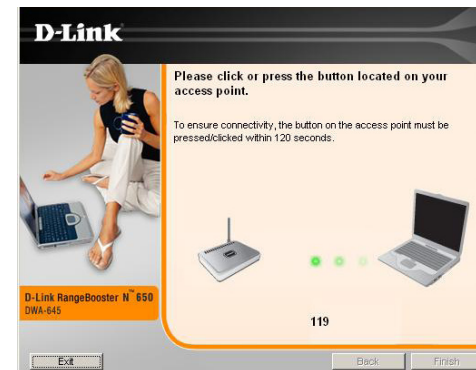 D-Link
Please click or press the button located on your
access point.
To ensure connectivity, the button on the access point must be
pressed/clicked within 120 seconds.
D-Link RangeBooster N™ 650
DWA-645
119
Exit
Back
Finish